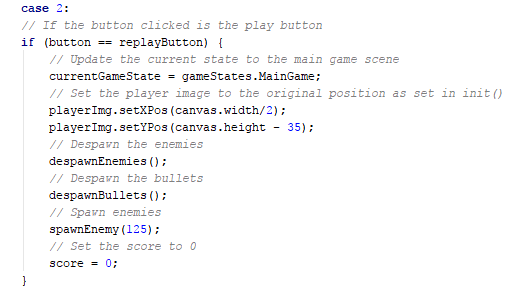 case 2:
// If the button clicked is the play button
if (button == replayButton) {
// Update the current state to the main game scene
currentGameState = gameStates.MainGame;
// Set the player image to the original position as set in init()
playerImg.setXPos(canvas.width/2);
playerImg.setYPos(canvas.height - 35);
// Despawn the enemies
despawnEnemies();
// Despawn the bullets
despawnBullets();
// Spawn enemies
spawnEnemy(125);
// Set the score to 0
score = 0;
}